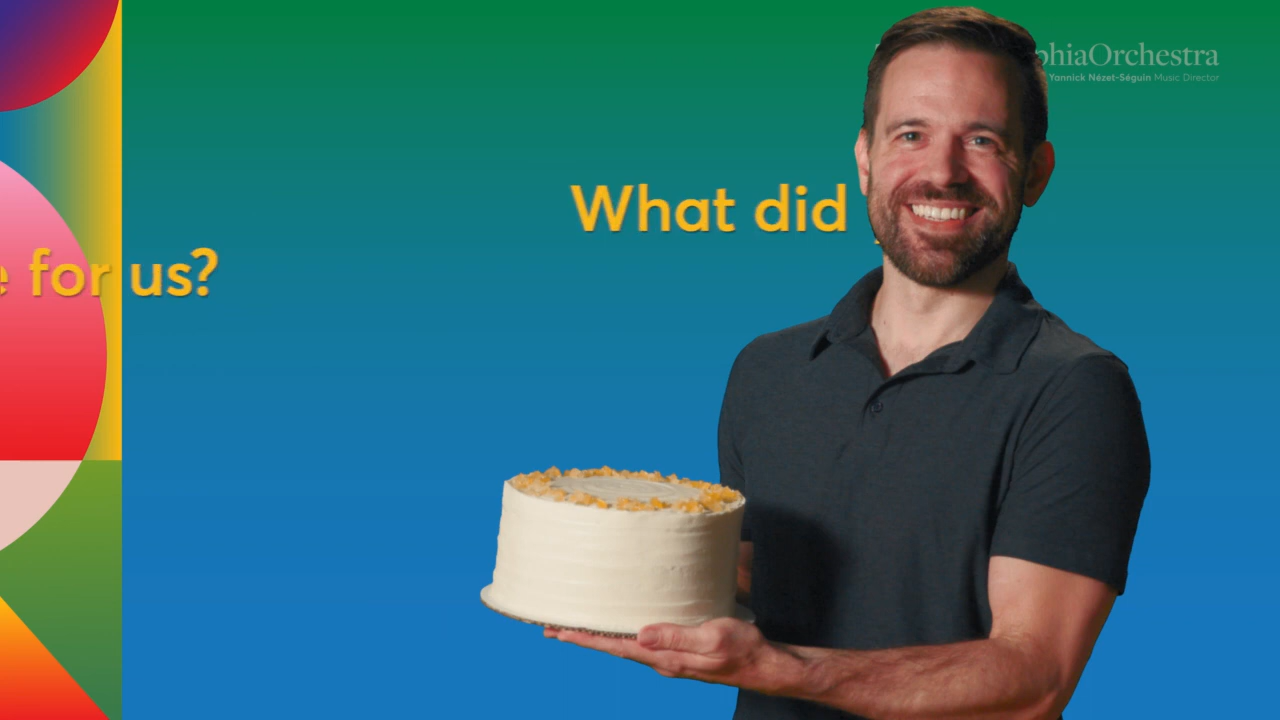 phiaOrchestra
Yannick Nézet-Séguin Music Director
What did
for us?